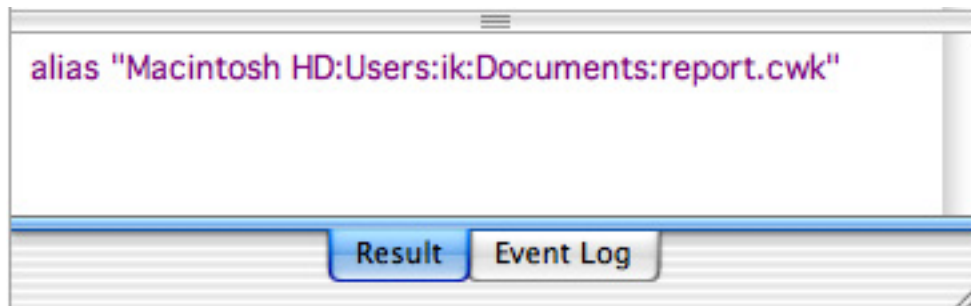 alias "Macintosh HD:Users:ik:Documents:report.cwk"
Result
Event Log